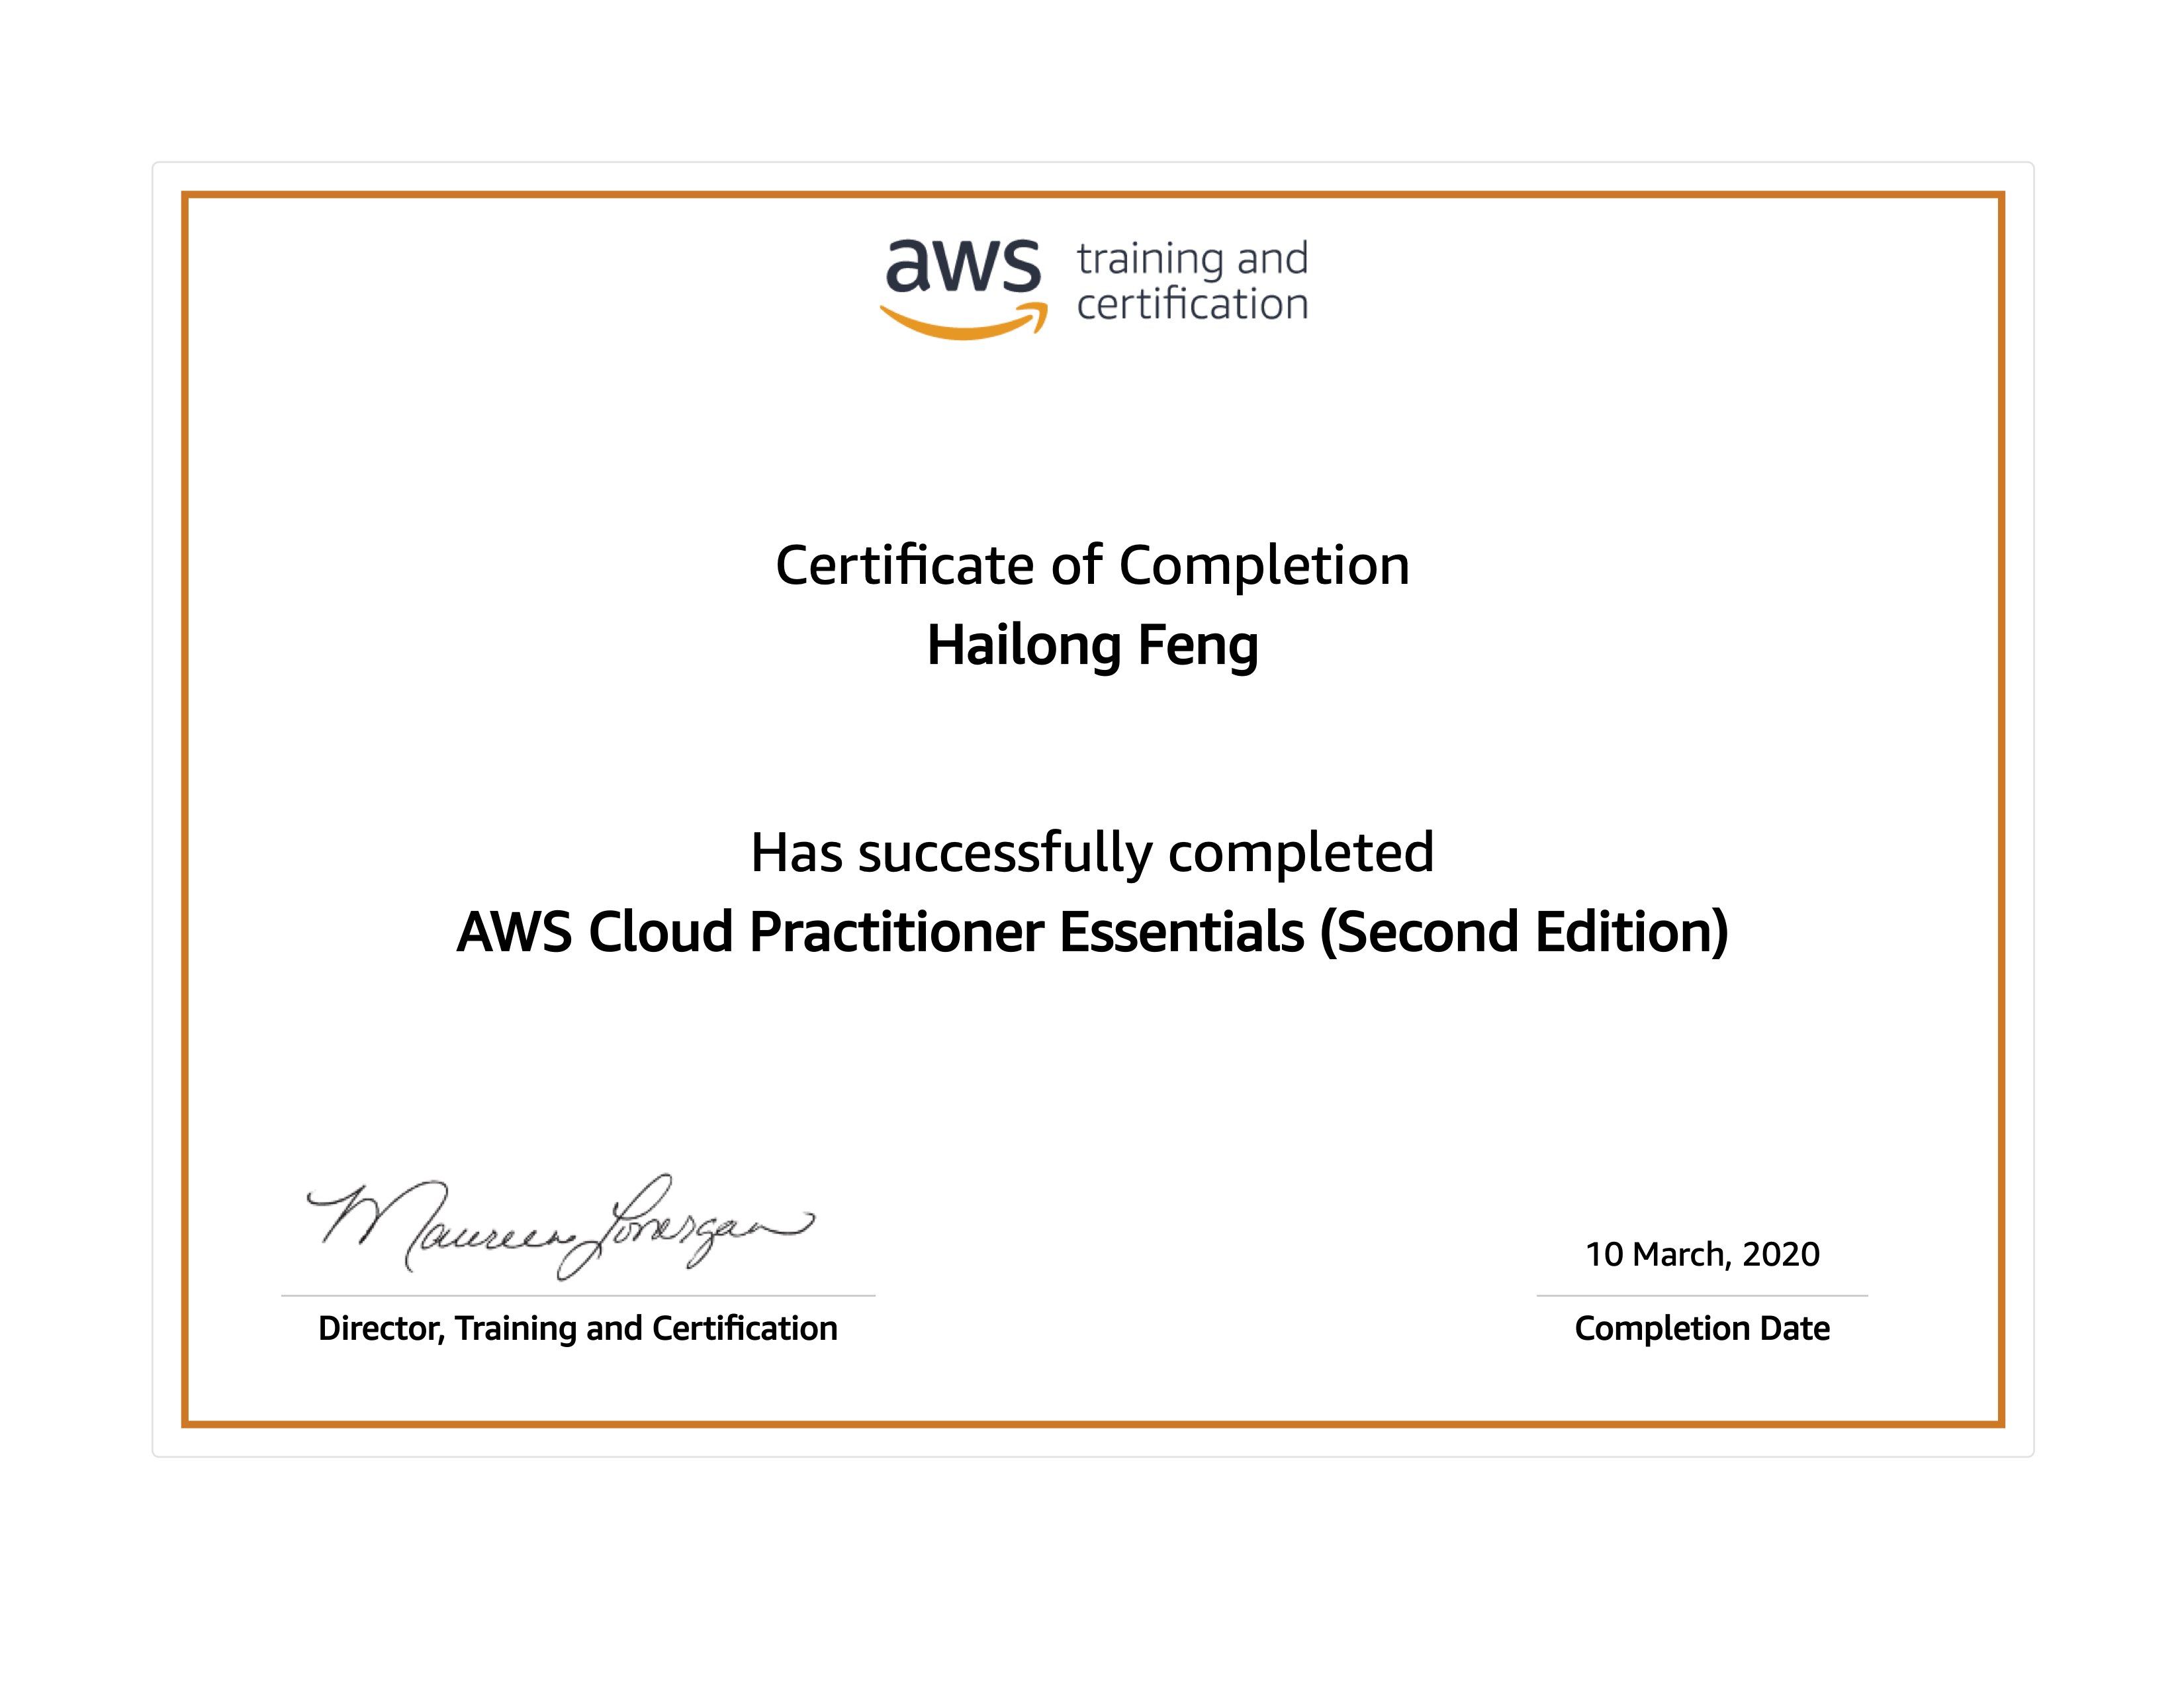 aws training and
certification
Certificate of Completion
Hailong Feng
Has successfully completed
AWS Cloud Practitioner Essentials (Second Edition)
Maureen Lonergan
10 March, 2020
Director, Training and Certification
Completion Date